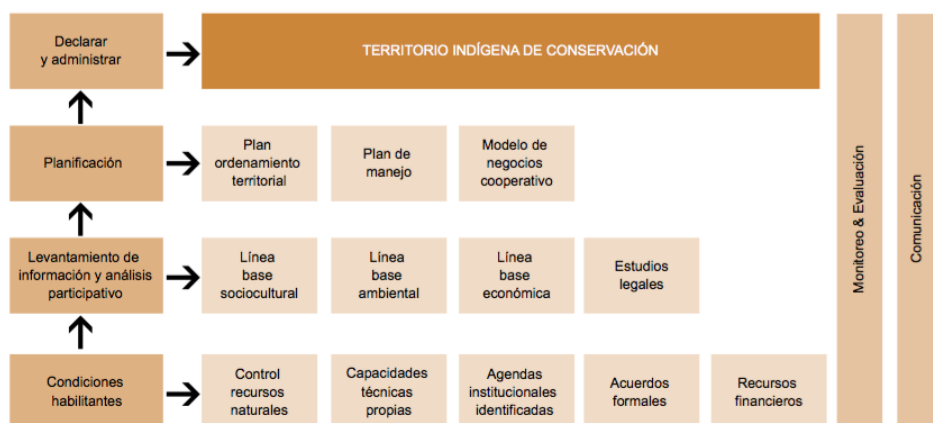 Declarar
y administrar
TERRITORIO INDÍGENA DE CONSERVACIÓN
Planificación
Plan
ordenamiento
territorial
Plan de
manejo
Modelo de
negocios
cooperativo
Levantamiento de
información y análisis
participativo
Línea
base
sociocultural
Línea
base
ambiental
Línea
base
económica
Estudios
legales
Condiciones
habilitantes
Control
recursos
naturales
Capacidades
técnicas
propias
Agendas
institucionales
identificadas
Acuerdos
formales
Recursos
financieros
Monitoreo & Evaluación
Comunicación